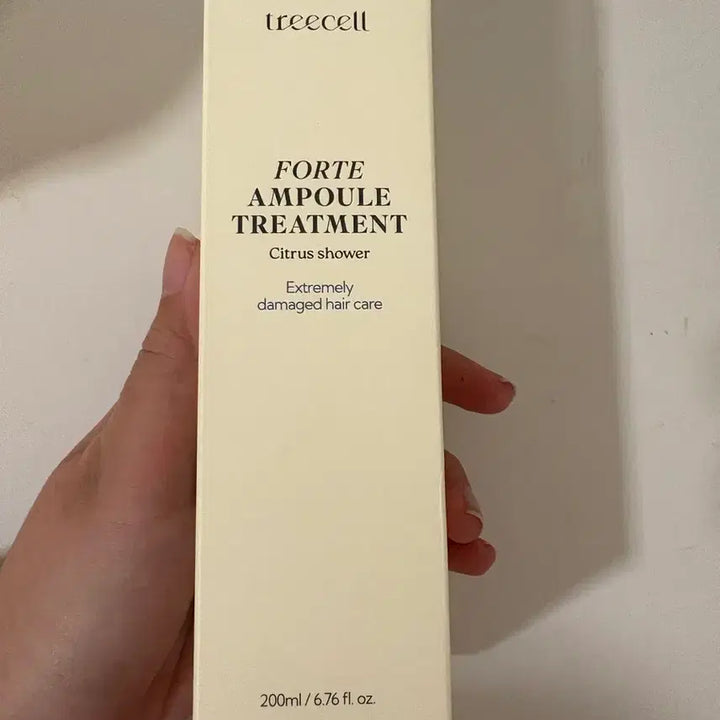 treecell
FORTE
AMPOULE
TREATMENT
Citrus shower
Extremely
damaged hair care
200ml / 6.76 fl. oz.